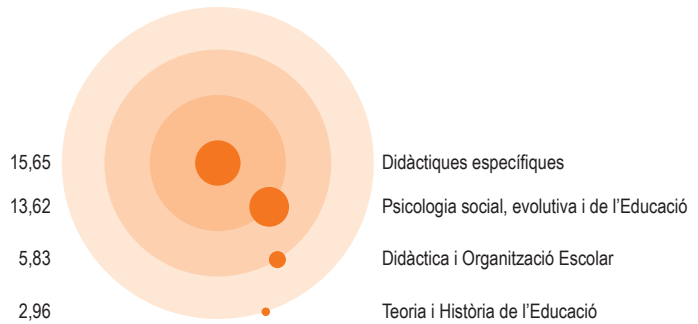 15,65 Didàctiques específiques
13,62 Psicologia social, evolutiva i de l’Educació
5,83 Didàctica i Organització Escolar
2,96 Teoria i Història de l’Educació